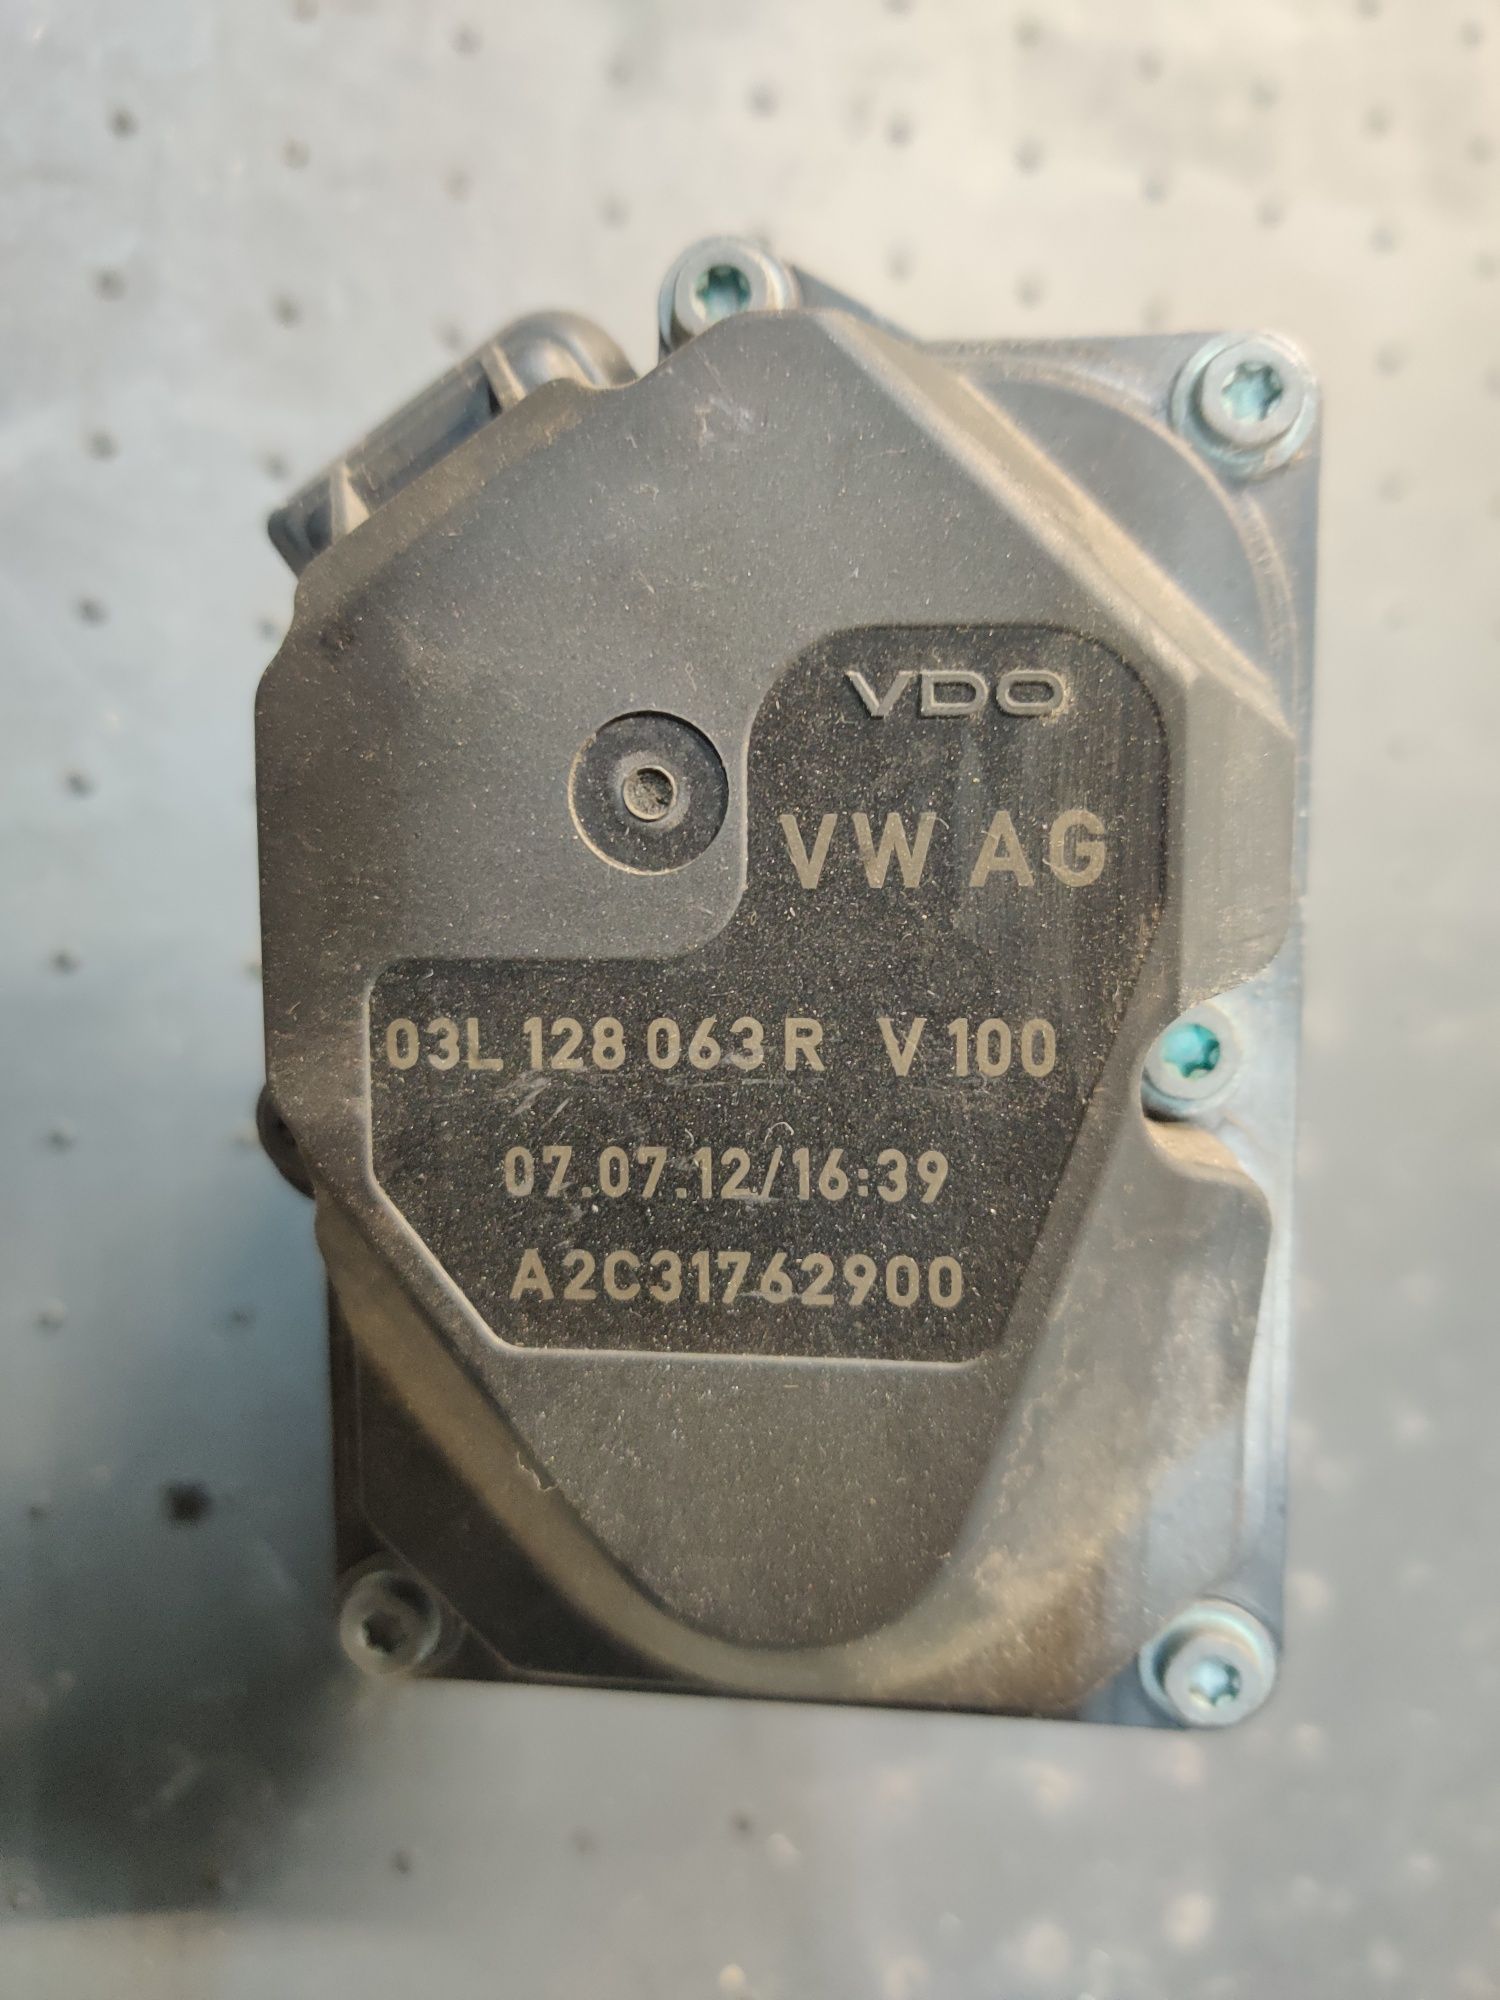 VDO
VW AG
03L 128 063 R V 100
07.07.12/16:39
A2C31762900